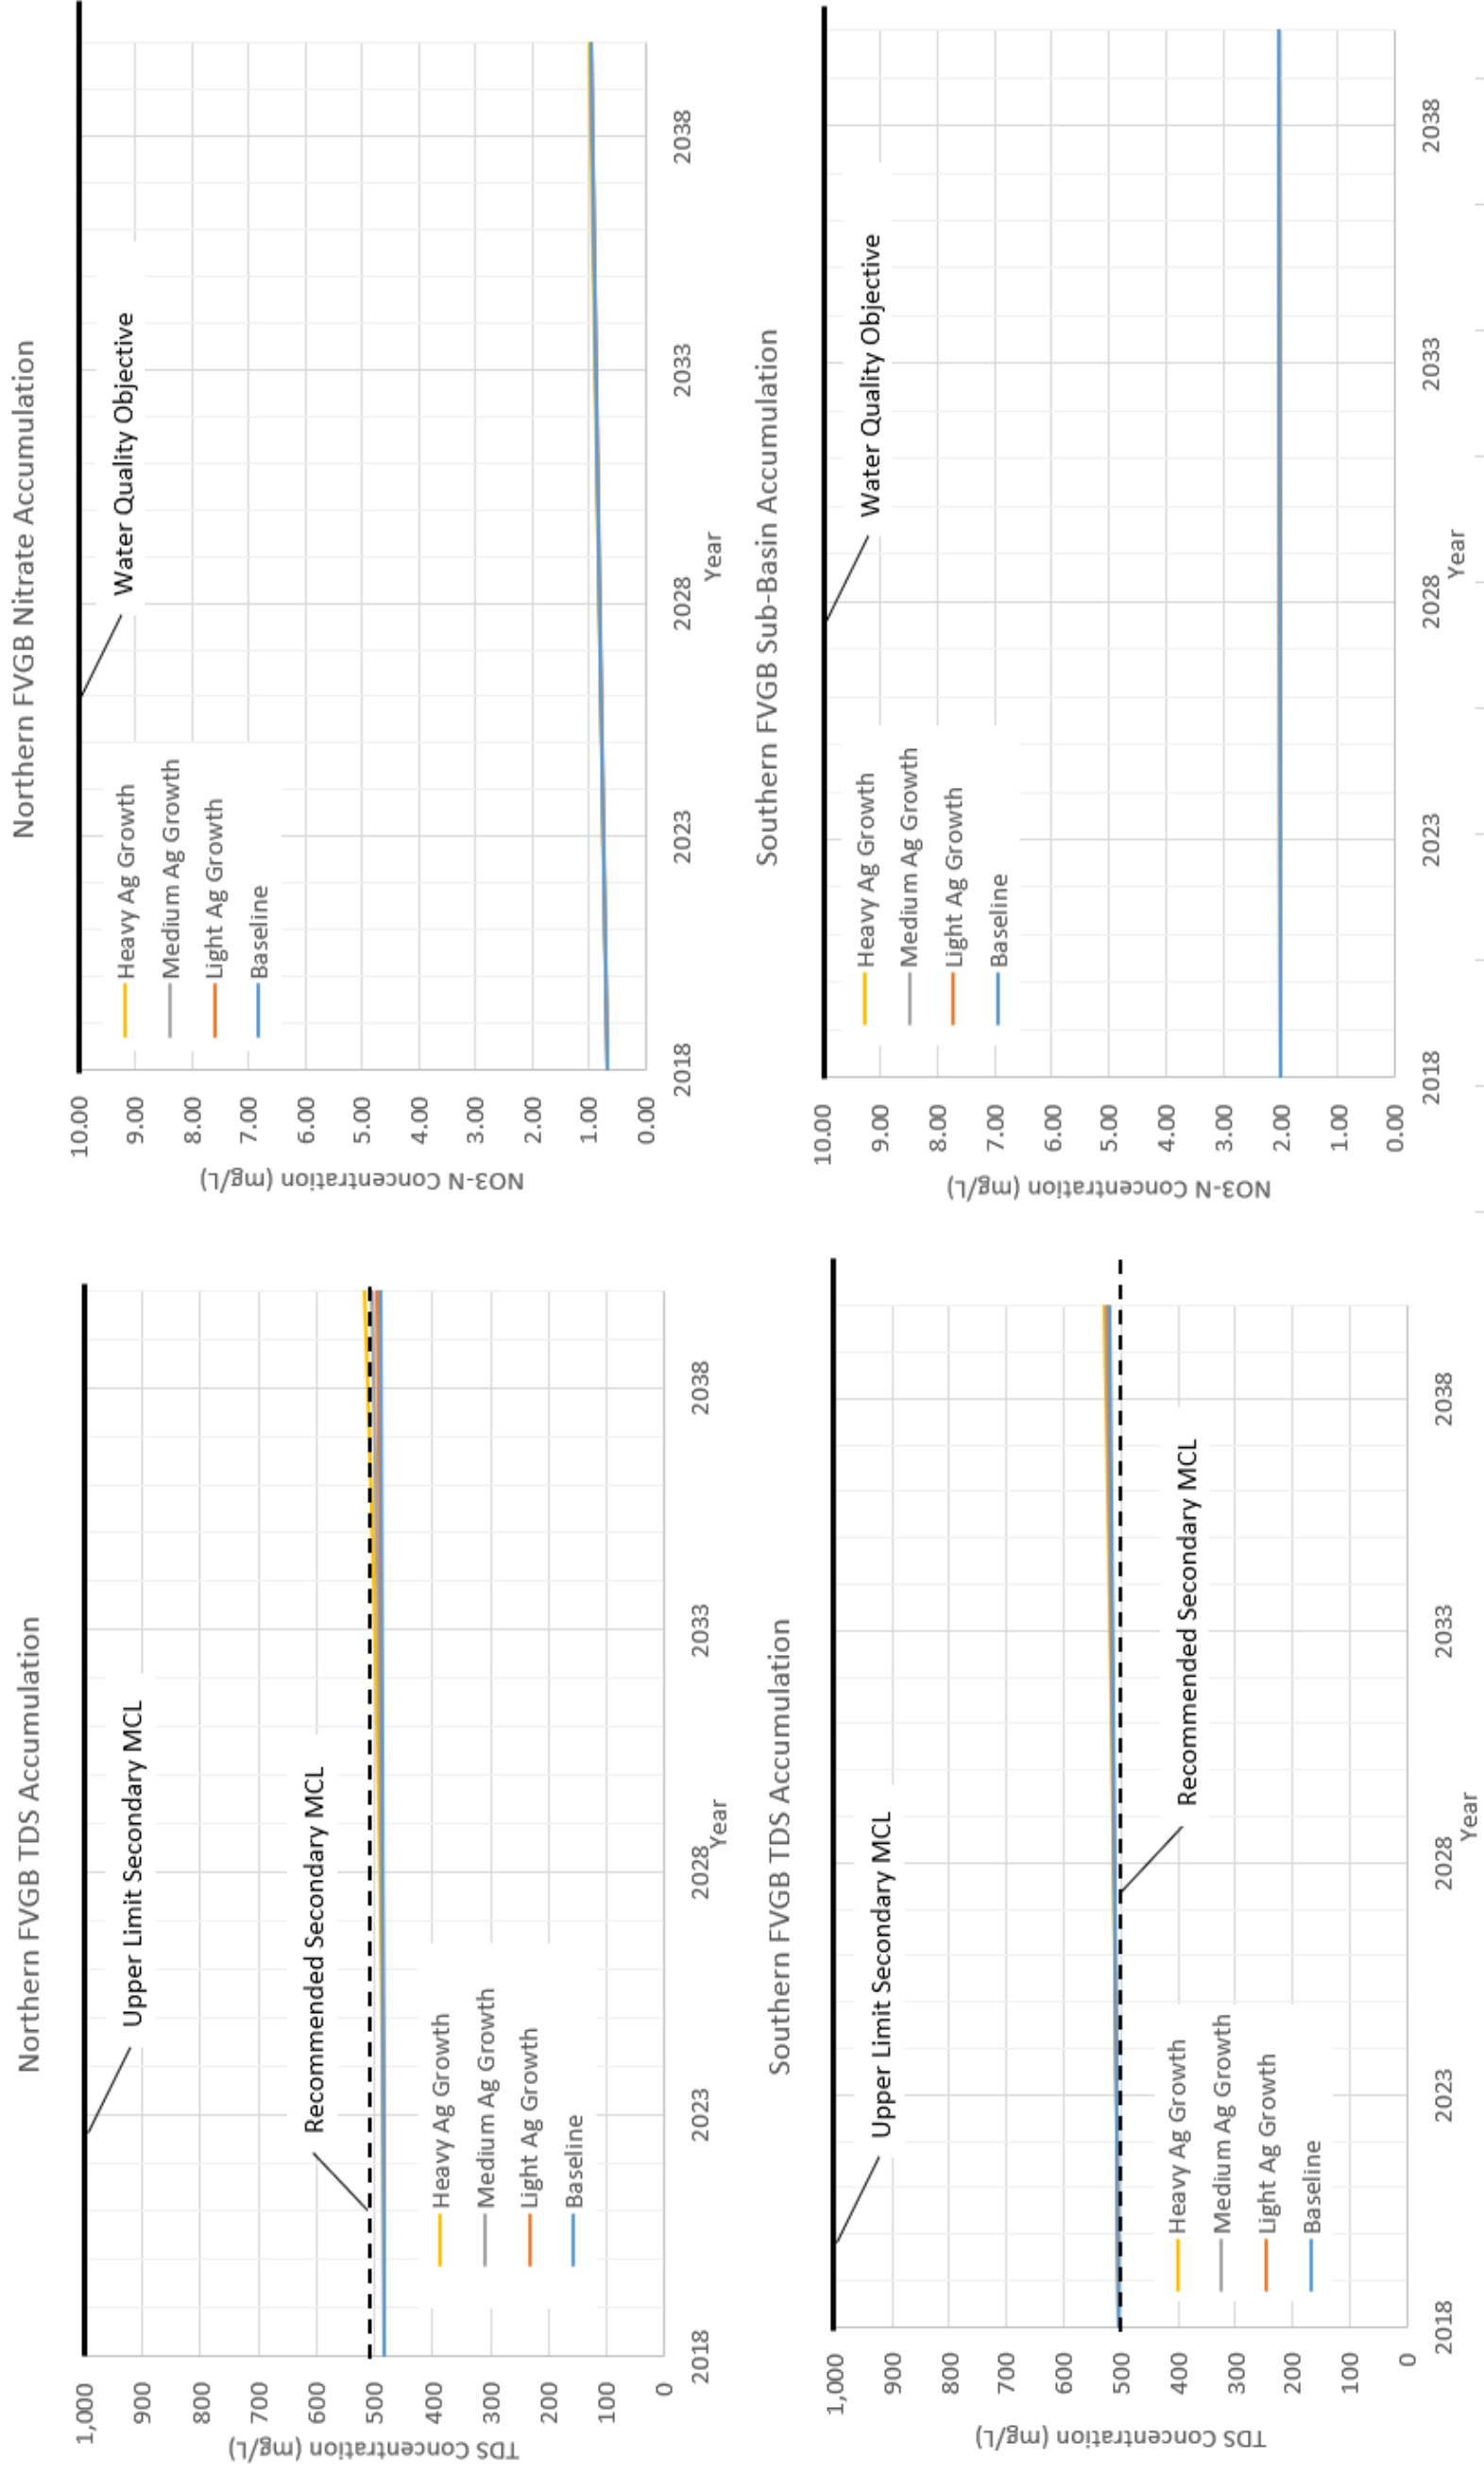 Northern FVGB TDS Accumulation
1,000
900
800
700
600
500
400
300
200
100
0
TDS Concentration (mg/L)
Upper Limit Secondary MCL
Recommended Secondary MCL
Heavy Ag Growth
Medium Ag Growth
Light Ag Growth
Baseline
2018
2023
2028
2033
2038
Year
Northern FVGB Nitrate Accumulation
10.00
9.00
8.00
7.00
6.00
5.00
4.00
3.00
2.00
1.00
0.00
NO3-N Concentration (mg/L)
Water Quality Objective
Heavy Ag Growth
Medium Ag Growth
Light Ag Growth
Baseline
2018
2023
2028
2033
2038
Year
Southern FVGB TDS Accumulation
1,000
900
800
700
600
500
400
300
200
100
0
TDS Concentration (mg/L)
Upper Limit Secondary MCL
Recommended Secondary MCL
Heavy Ag Growth
Medium Ag Growth
Light Ag Growth
Baseline
2018
2023
2028
2033
2038
Year
Southern FVGB Sub-Basin Accumulation
10.00
9.00
8.00
7.00
6.00
5.00
4.00
3.00
2.00
1.00
0.00
NO3-N Concentration (mg/L)
Water Quality Objective
Heavy Ag Growth
Medium Ag Growth
Light Ag Growth
Baseline
2018
2023
2028
2033
2038
Year